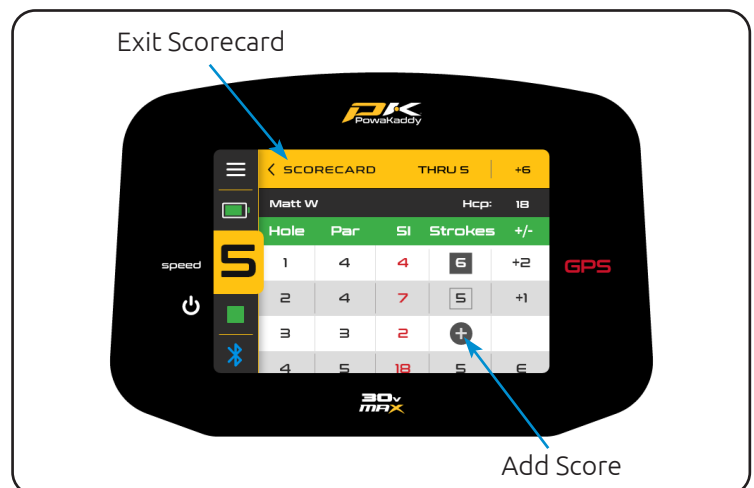 Exit Scorecard
PK
PowaKaddy
< SCORECARD THRU 5 +6
Matt W Hcp: 18
Hole Par SI Strokes +/-
speed 5 1 4 4 6 +2 GPS
2 4 7 5 +1
3 3 2 +
4 5 18 5 E
30v
MAX
Add Score